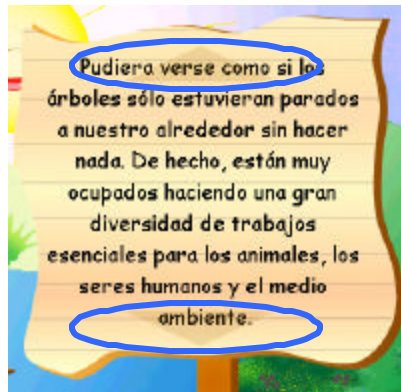 Pudiera verse como si los
árboles sólo estuvieran parados
a nuestro alrededor sin hacer
nada. De hecho, están muy
ocupados haciendo una gran
diversidad de trabajos
esenciales para los animales, los
seres humanos y el medio
ambiente.